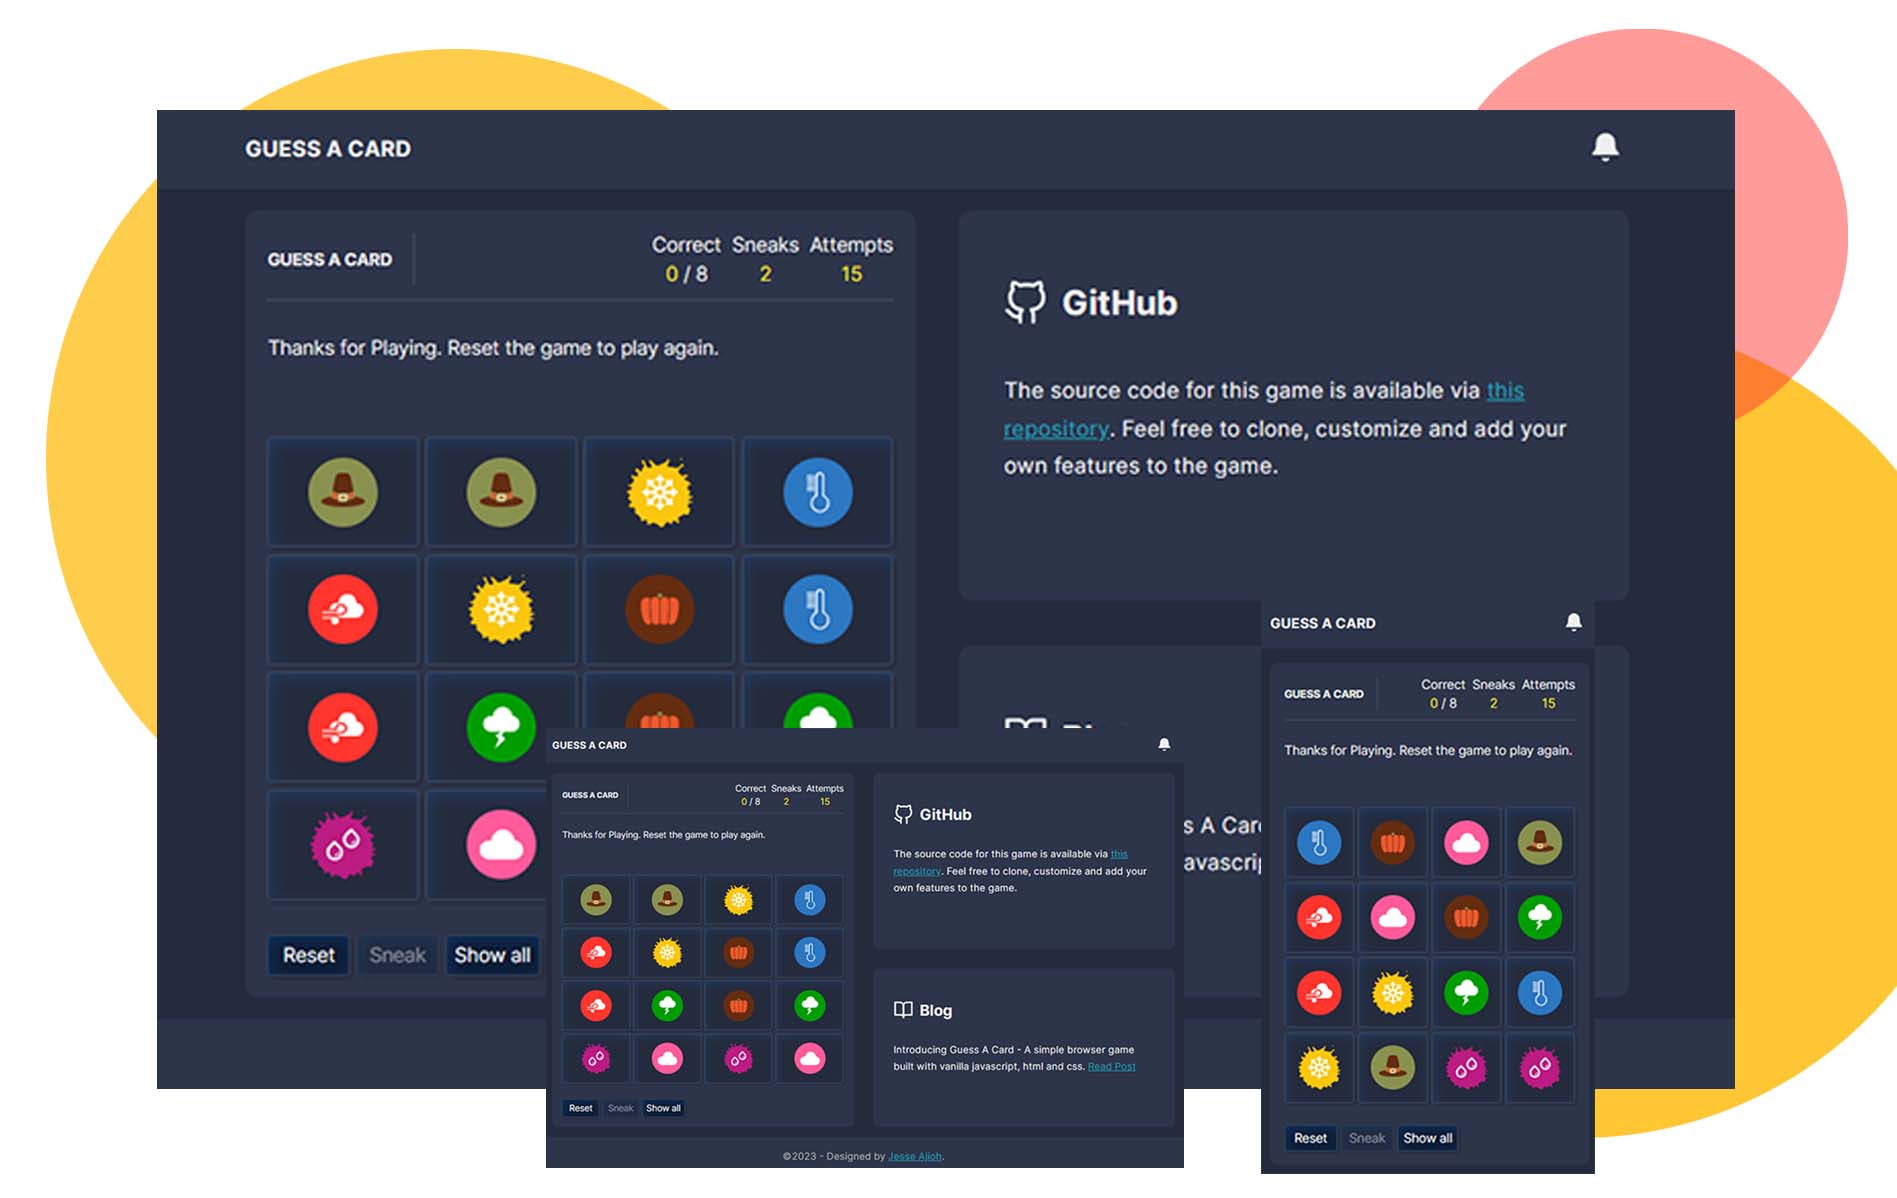 GUESS A CARD
GUESS A CARD
Correct Sneaks Attempts
0 / 8 2 15
Thanks for Playing. Reset the game to play again.
Reset Sneak Show all
GitHub
The source code for this game is available via this
repository. Feel free to clone, customize and add your
own features to the game.
s A Car
avascrip
GUESS A CARD
GUESS A CARD
Correct Sneaks Attempts
0 / 8 2 15
Thanks for Playing. Reset the game to play again.
Reset Sneak Show all
GitHub
The source code for this game is available via this
repository. Feel free to clone, customize and add your
own features to the game.
Blog
Introducing Guess A Card - A simple browser game
built with vanilla javascript, html and css. Read Post
©2023 - Designed by Jesse Ajioh.
GUESS A CARD
GUESS A CARD
Correct Sneaks Attempts
0 / 8 2 15
Thanks for Playing. Reset the game to play again.
Reset Sneak Show all